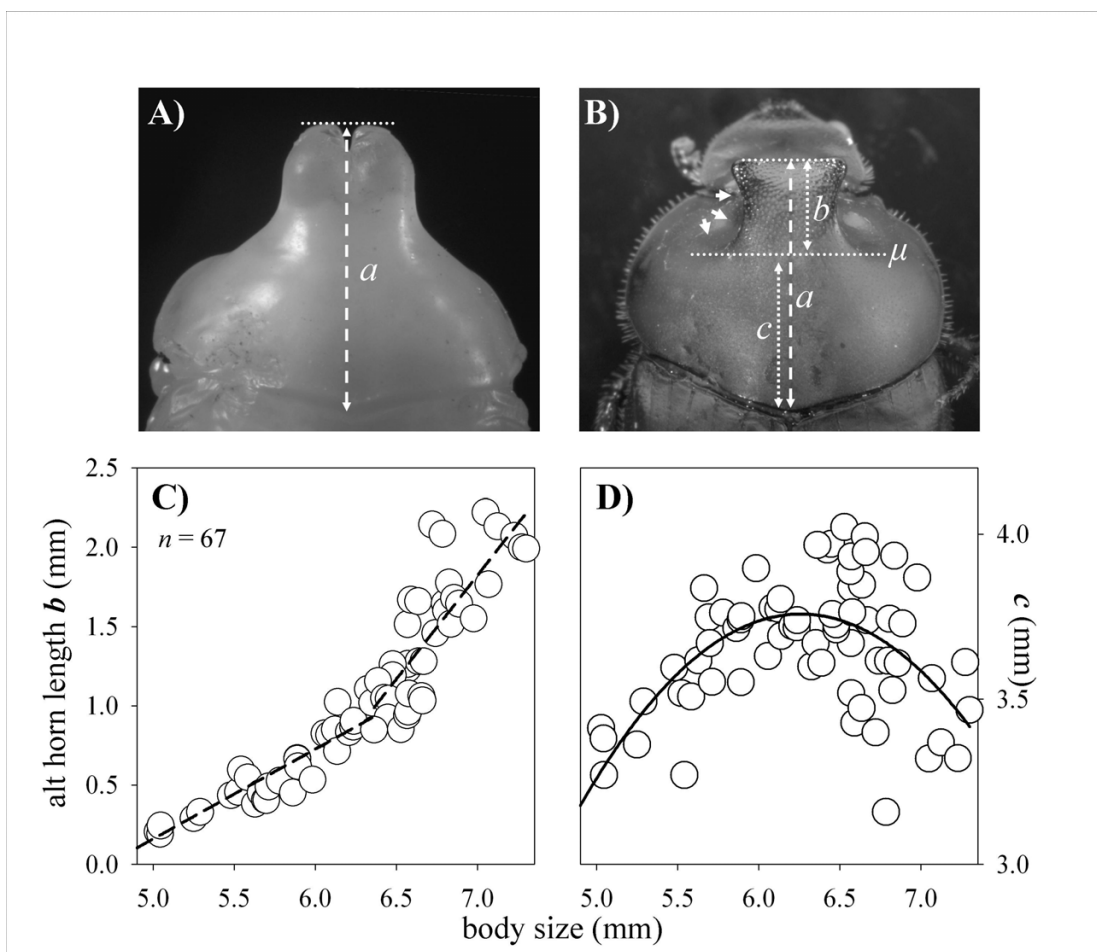 A)
a
B)
b
μ
a
c
C)
n = 67
alt horn length b (mm)
2.5
2.0
1.5
1.0
0.5
0.0
5.0 5.5 6.0 6.5 7.0
D)
c (mm)
4.0
3.5
3.0
5.0 5.5 6.0 6.5 7.0
body size (mm)